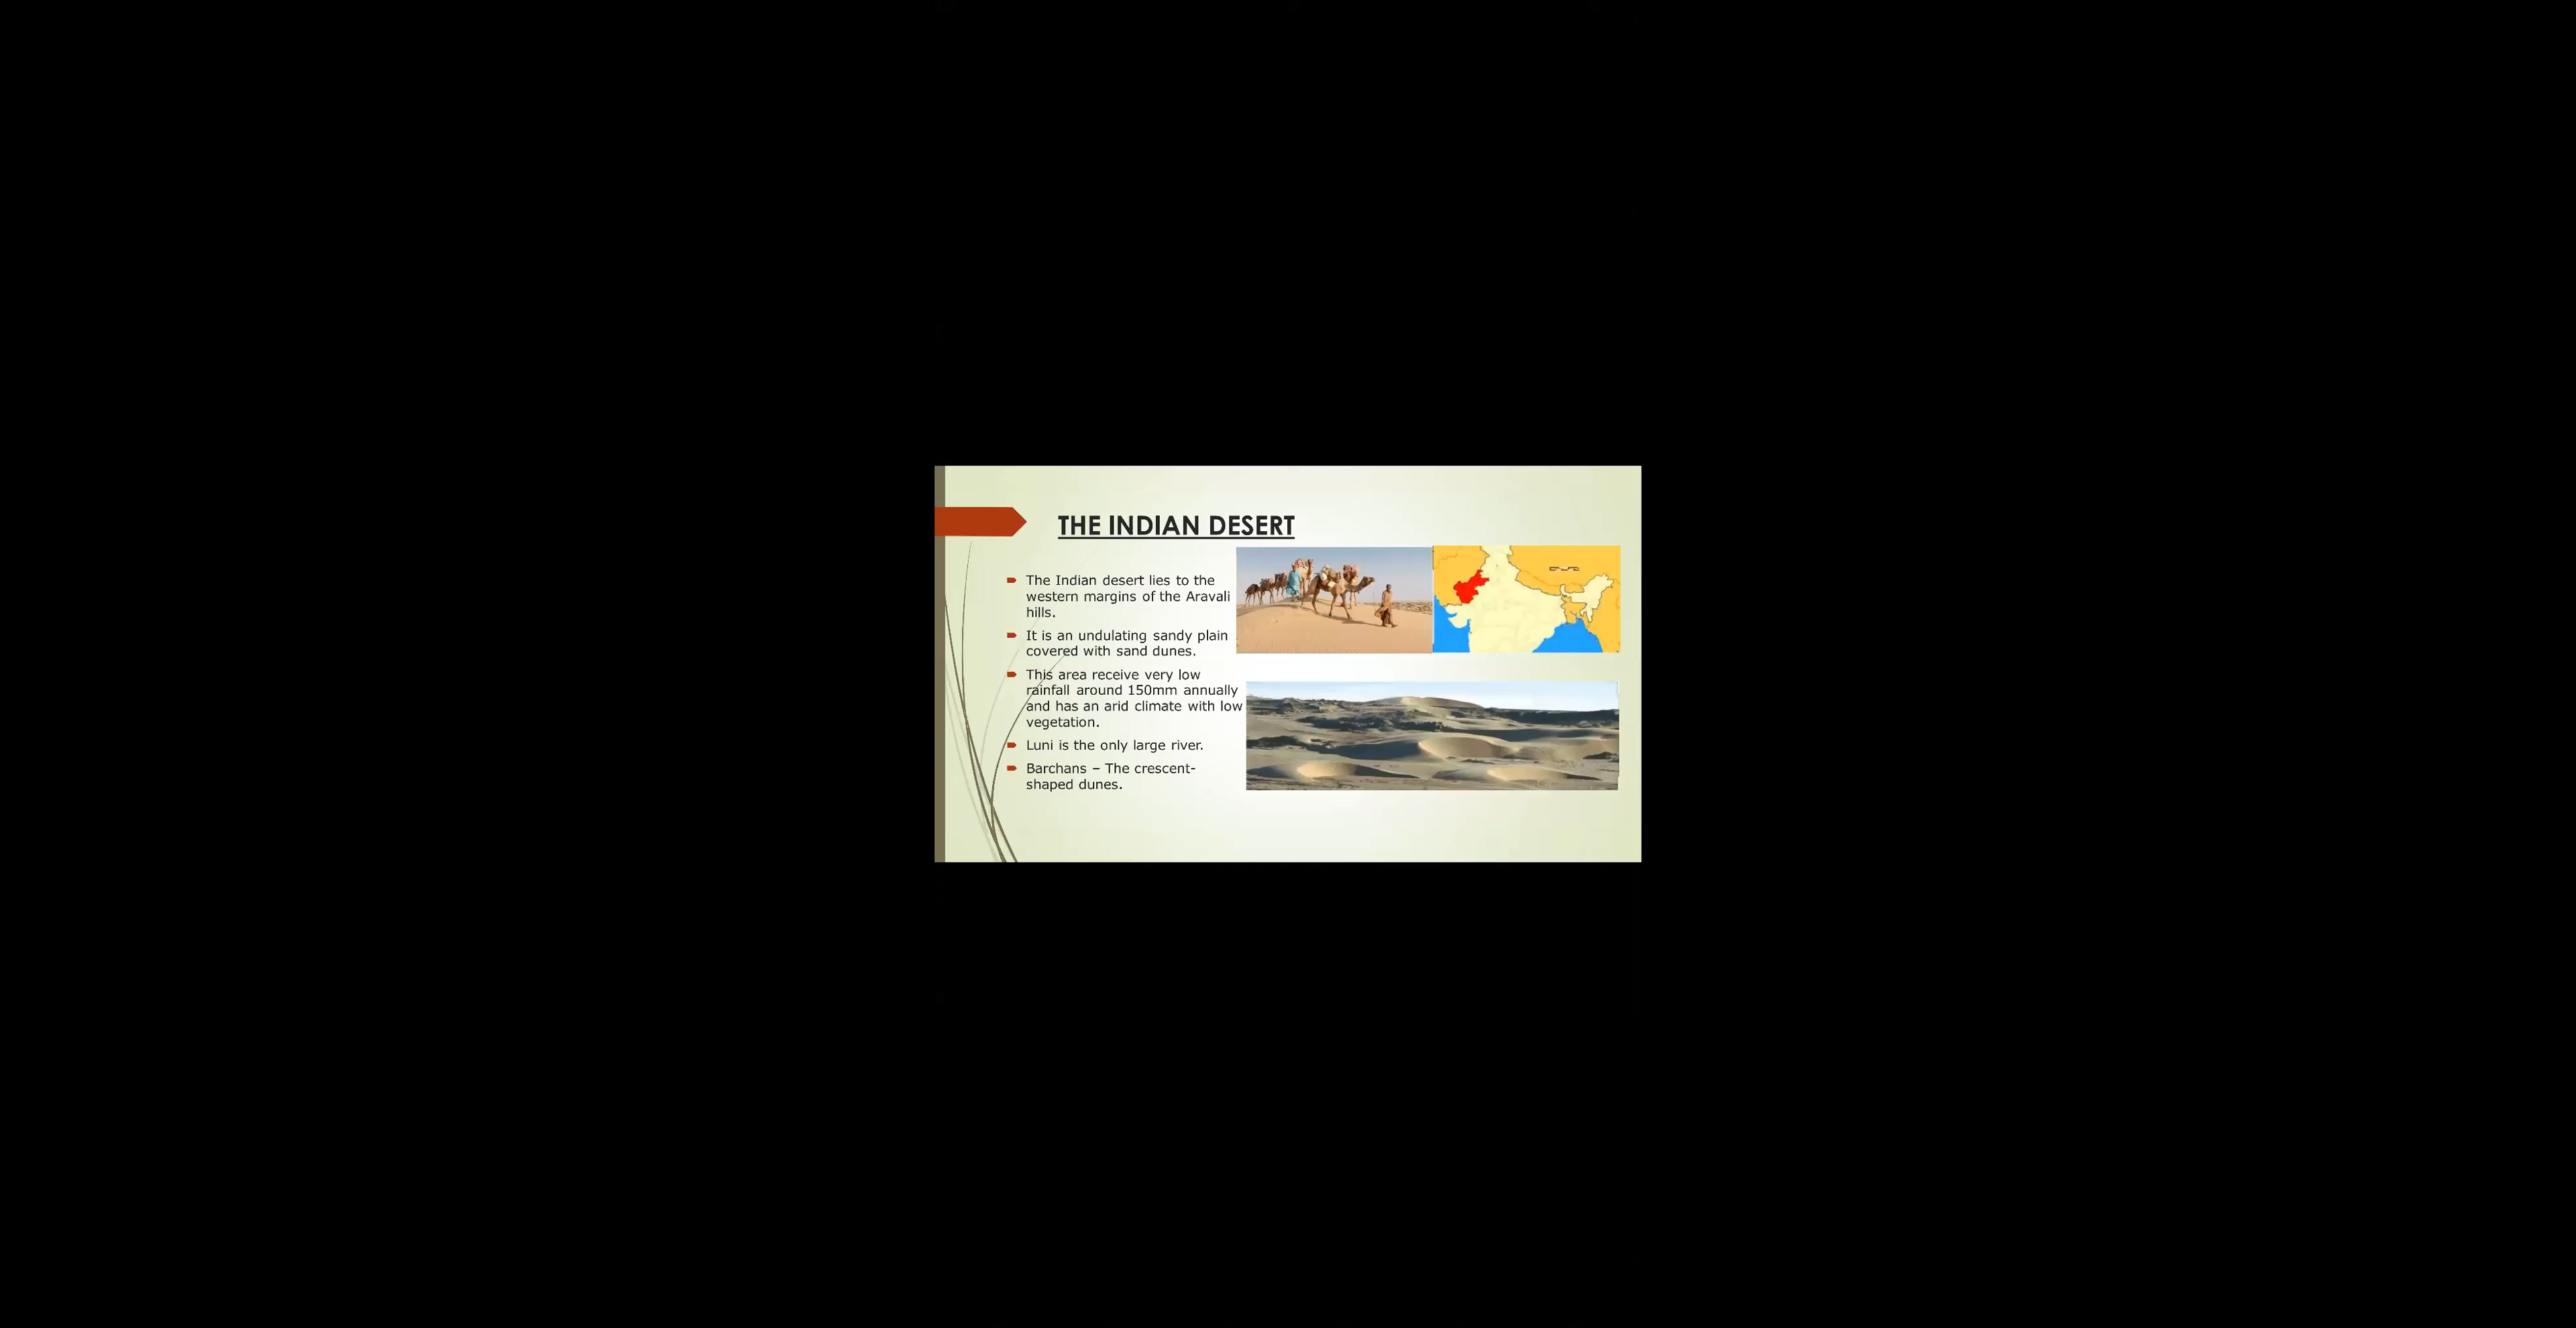 THE INDIAN DESERT
The Indian desert lies to the
western margins of the Aravali
hills.
It is an undulating sandy plain
covered with sand dunes.
This area receive very low
rainfall around 150mm annually
and has an arid climate with low
vegetation.
Luni is the only large river.
Barchans – The crescent-
shaped dunes.